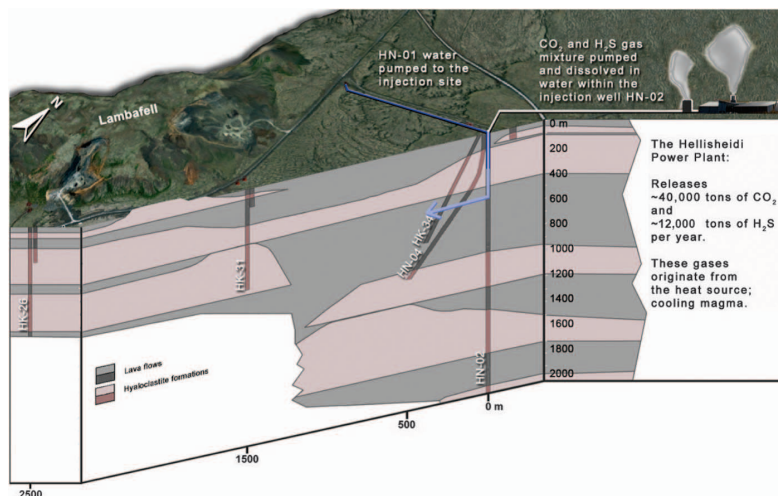 HN-01 water
pumped to the
injection site
CO2 and H2S gas
mixture pumped
and dissolved in
water within the
injection well HN-02
N
Lambafell
0 m
200
400
600
800
1000
1200
1400
1600
1800
2000
The Hellisheidi
Power Plant:
Releases
~40,000 tons of CO2
and
~12,000 tons of H2S
per year.
These gases
originate from
the heat source;
cooling magma.
HK-34
HN-04
HK-31
HK-26
HN-02
Lava flows
Hyaloclastite formations
0 m
500
1500
2500